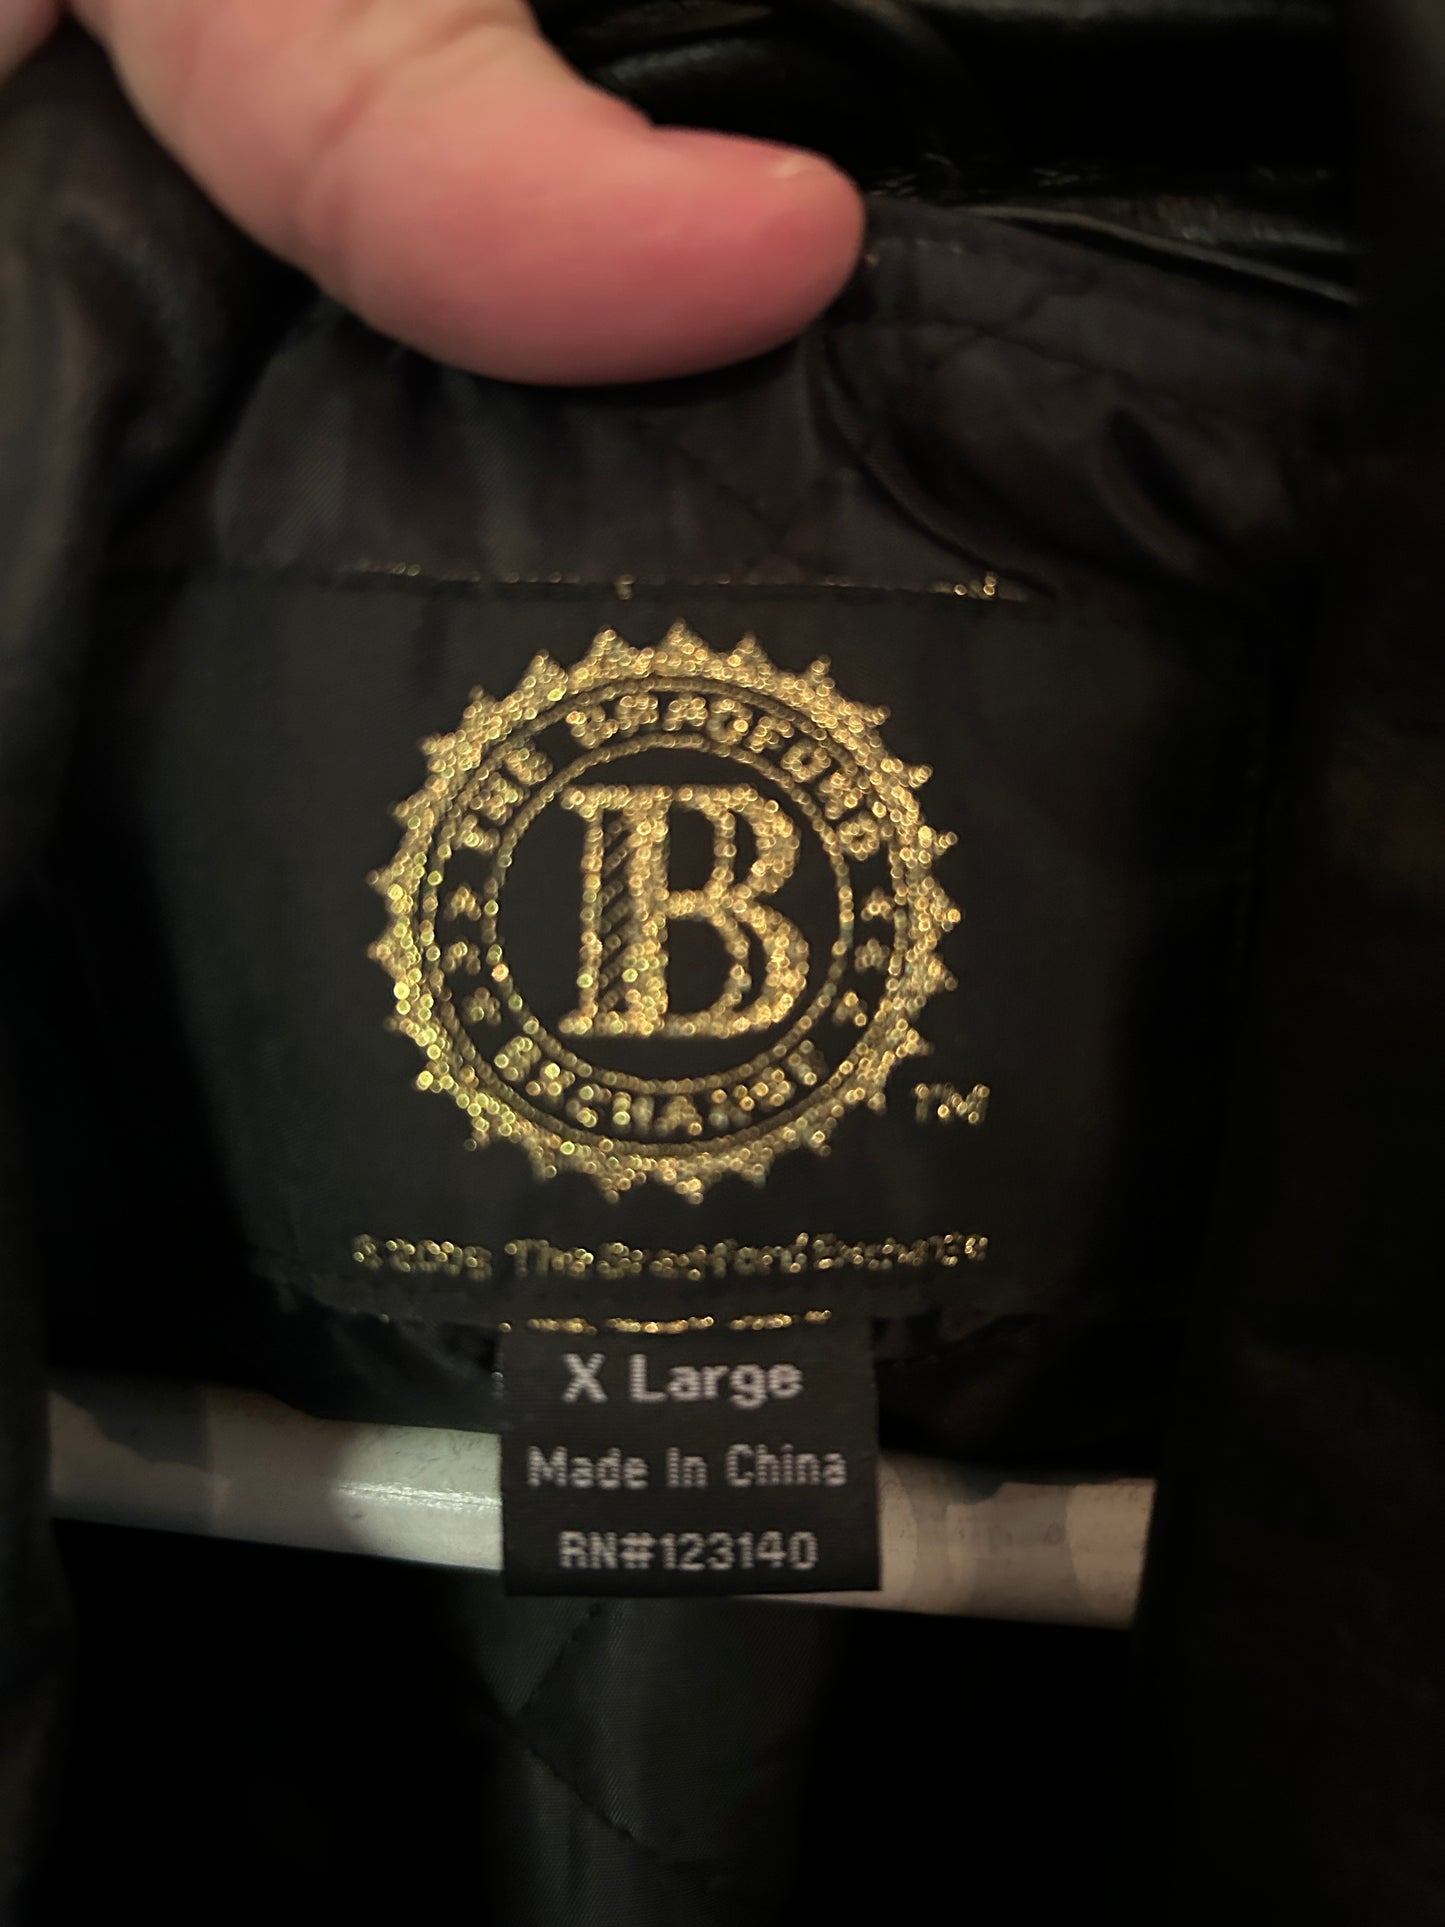 THE BRADFORD
B
EXCHANGE
TM
The Bradford Exchange
X Large
Made In China
RN#123140